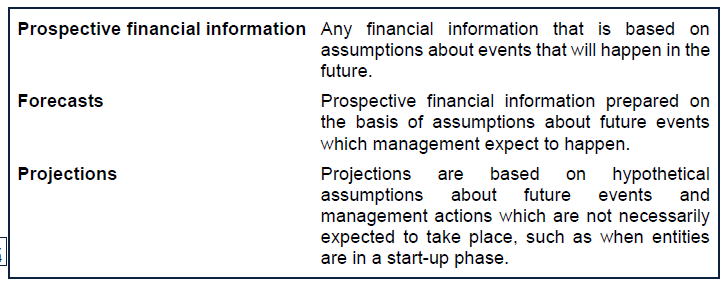 Prospective financial information Any financial information that is based on
assumptions about events that will happen in the
future.
Forecasts Prospective financial information prepared on
the basis of assumptions about future events
which management expect to happen.
Projections Projections are based on hypothetical
assumptions about future events and
management actions which are not necessarily
expected to take place, such as when entities
are in a start-up phase.